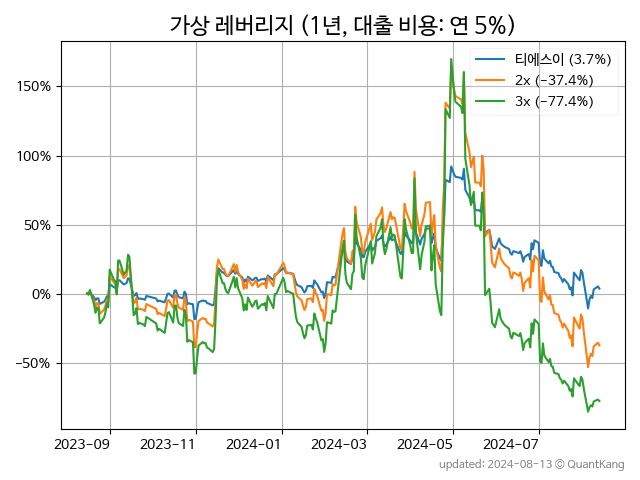 가상 레버리지 (1년, 대출 비용: 연 5%)
티에스이 (3.7%)
2x (−37.4%)
3x (−77.4%)
150%
100%
50%
0%
−50%
2023−09 2023−11 2024−01 2024−03 2024−05 2024−07
updated: 2024−08−13 © QuantKang